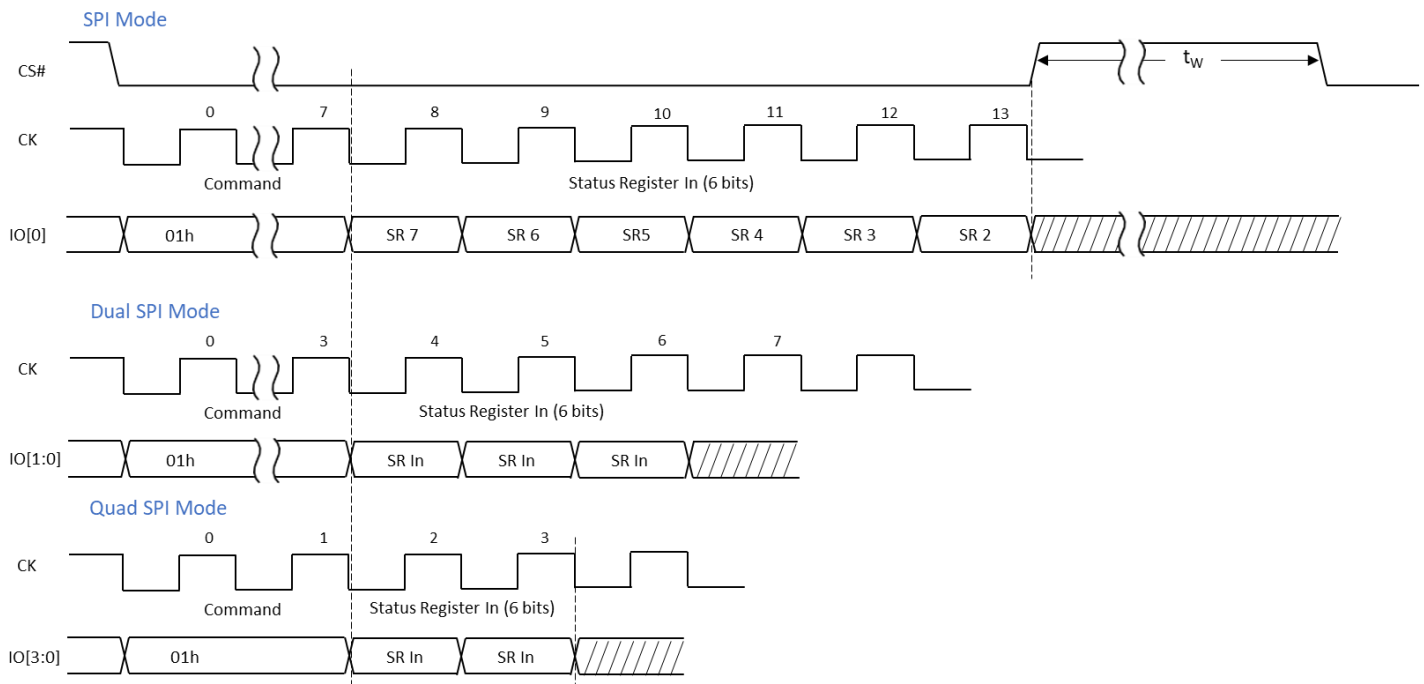 SPI Mode
CS#
tW
0 7 8 9 10 11 12 13
CK
Command Status Register In (6 bits)
IO[0] 01h SR 7 SR 6 SR5 SR 4 SR 3 SR 2
Dual SPI Mode
0 3 4 5 6 7
CK
Command Status Register In (6 bits)
IO[1:0] 01h SR In SR In SR In
Quad SPI Mode
0 1 2 3
CK
Command Status Register In (6 bits)
IO[3:0] 01h SR In SR In